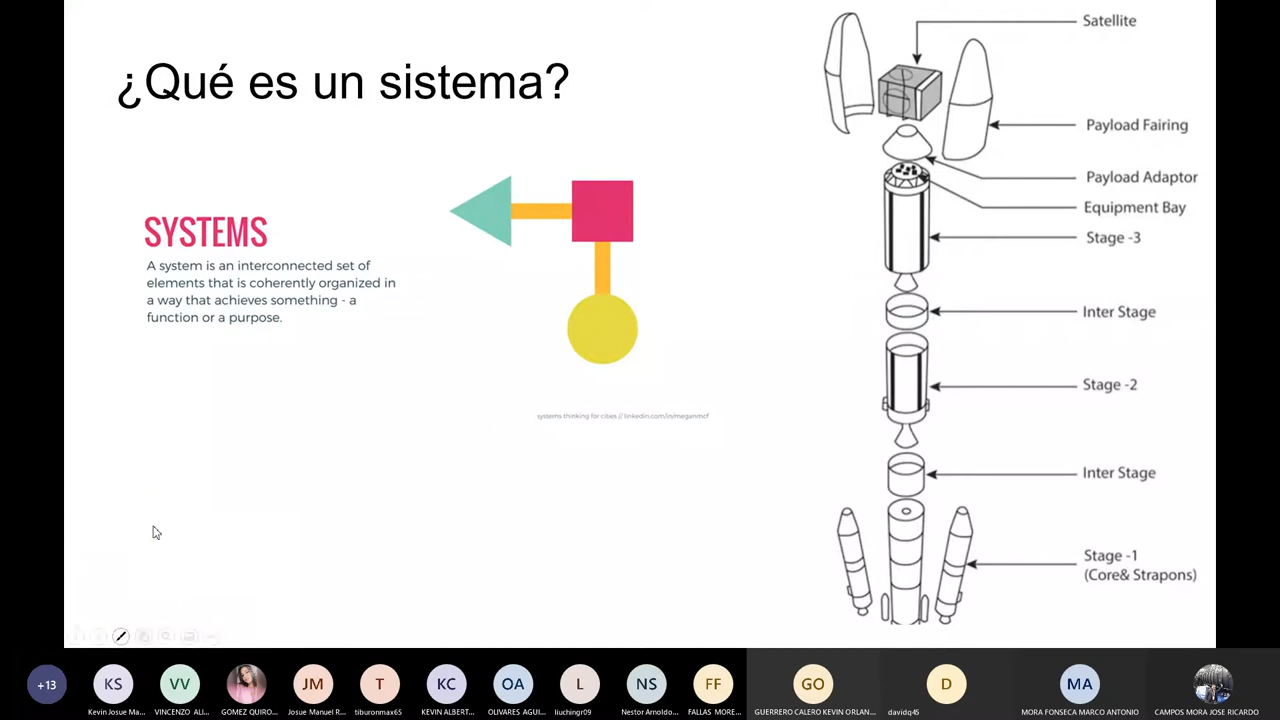 ¿Qué es un sistema?
SYSTEMS
A system is an interconnected set of
elements that is coherently organized in
a way that achieves something - a
function or a purpose.
systems thinking for cities // linkedin.com/in/meganmcf
Satellite
Payload Fairing
Payload Adaptor
Equipment Bay
Stage -3
Inter Stage
Stage -2
Inter Stage
Stage -1
(Core& Strapons)
+13
KS
VV
JM
T
KC
OA
L
NS
FF
GO
D
MA
Kevin Josue Ma...
VINCENZO ALI...
GOMEZ QUIRO...
Josue Manuel R...
tiburonmax65
KEVIN ALBERT...
OLIVARES AGUI...
liuchingr09
Nestor Arnoldo...
FALLAS MORE...
GUERRERO CALERO KEVIN ORLAN...
davidq45
MORA FONSECA MARCO ANTONIO
CAMPOS MORA JOSE RICARDO